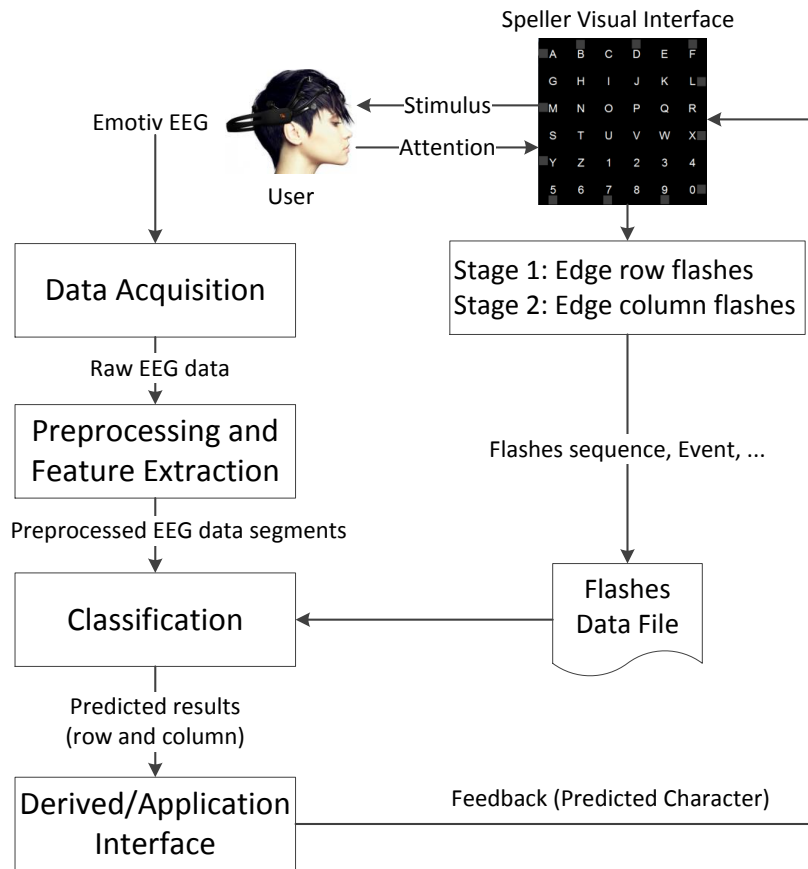 Speller Visual Interface
A B C D E F
G H I J K L
M N O P Q R
S T U V W X
Y Z 1 2 3 4
5 6 7 8 9 0
Emotiv EEG
Stimulus
Attention
User
Data Acquisition
Stage 1: Edge row flashes
Stage 2: Edge column flashes
Raw EEG data
Preprocessing and
Feature Extraction
Flashes sequence, Event, ...
Preprocessed EEG data segments
Classification
Flashes
Data File
Predicted results
(row and column)
Derived/Application
Interface
Feedback (Predicted Character)